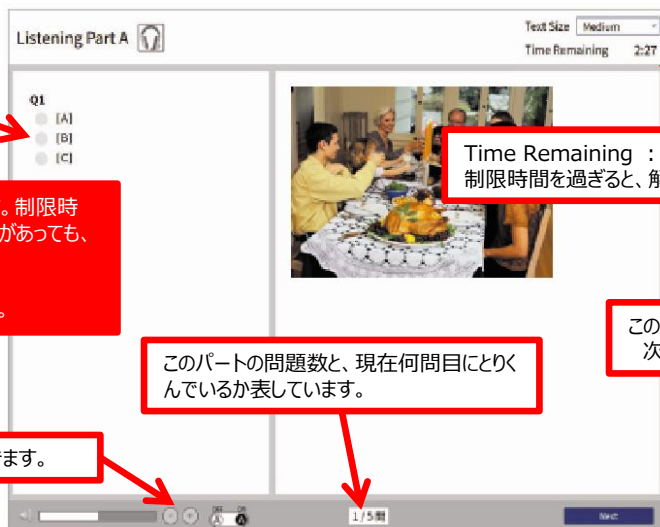 Listening Part A
Text Size Medium
Time Remaining 2:27
Q1
[A]
[B]
[C]
Time Remaining :
制限時間を過ぎると、解
。制限時
があっても、
。
この
次
このパートの問題数と、現在何問目にとりく
んでいるか表しています。
きます。
1/5問
Next